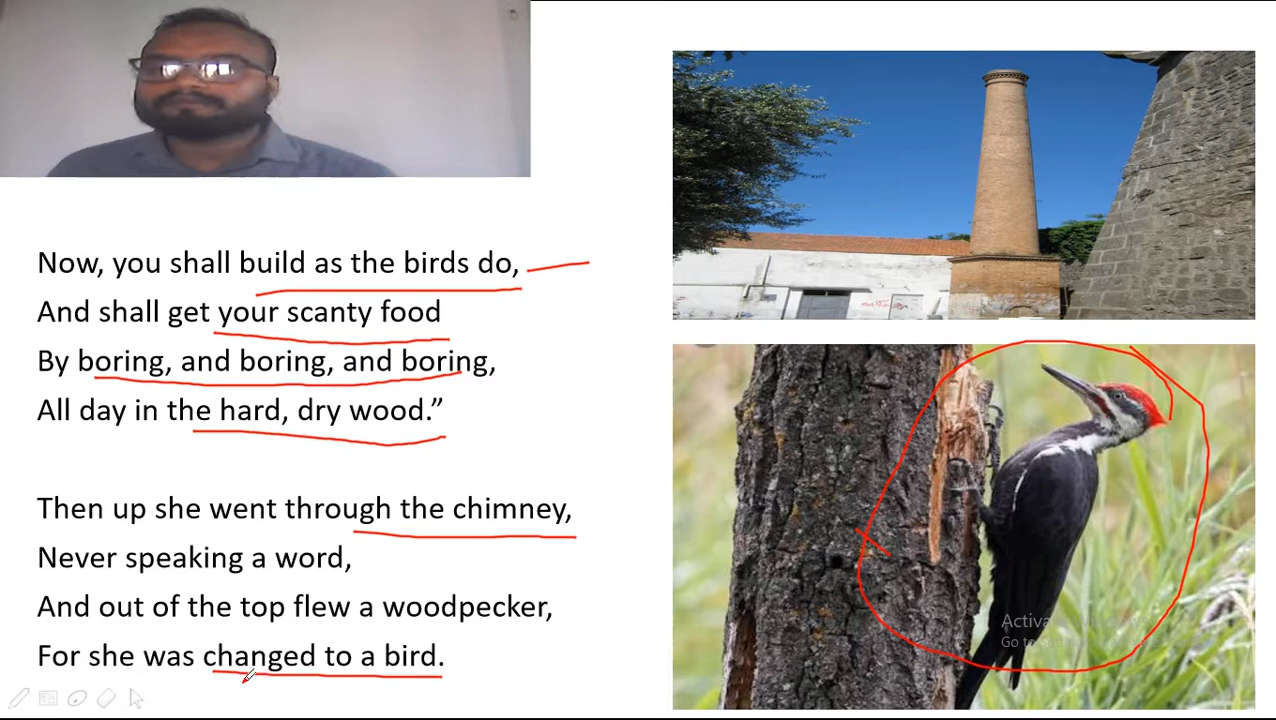 Now, you shall build as the birds do,
And shall get your scanty food
By boring, and boring, and boring,
All day in the hard, dry wood.”
Then up she went through the chimney,
Never speaking a word,
And out of the top flew a woodpecker,
For she was changed to a bird.